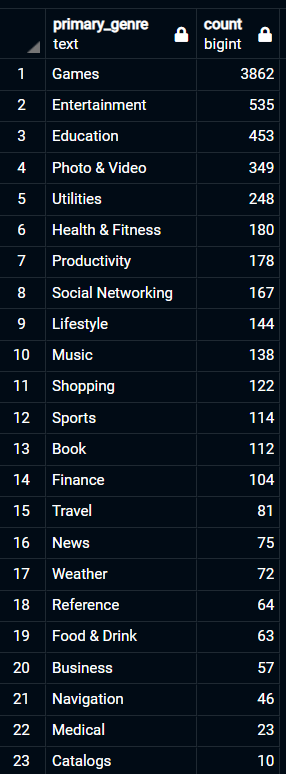 primary_genre count
text bigint
1 Games 3862
2 Entertainment 535
3 Education 453
4 Photo & Video 349
5 Utilities 248
6 Health & Fitness 180
7 Productivity 178
8 Social Networking 167
9 Lifestyle 144
10 Music 138
11 Shopping 122
12 Sports 114
13 Book 112
14 Finance 104
15 Travel 81
16 News 75
17 Weather 72
18 Reference 64
19 Food & Drink 63
20 Business 57
21 Navigation 46
22 Medical 23
23 Catalogs 10